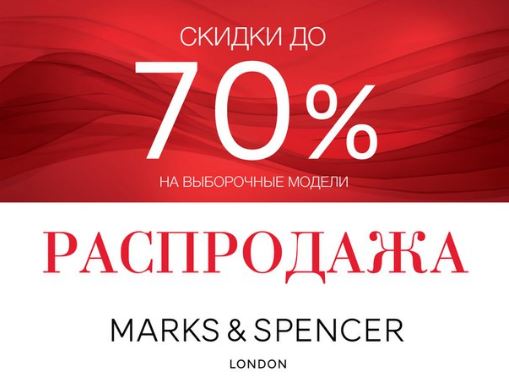 СКИДКИ ДО
70%
НА ВЫБОРОЧНЫЕ МОДЕЛИ
РАСПРОДАЖА
MARKS & SPENCER
LONDON